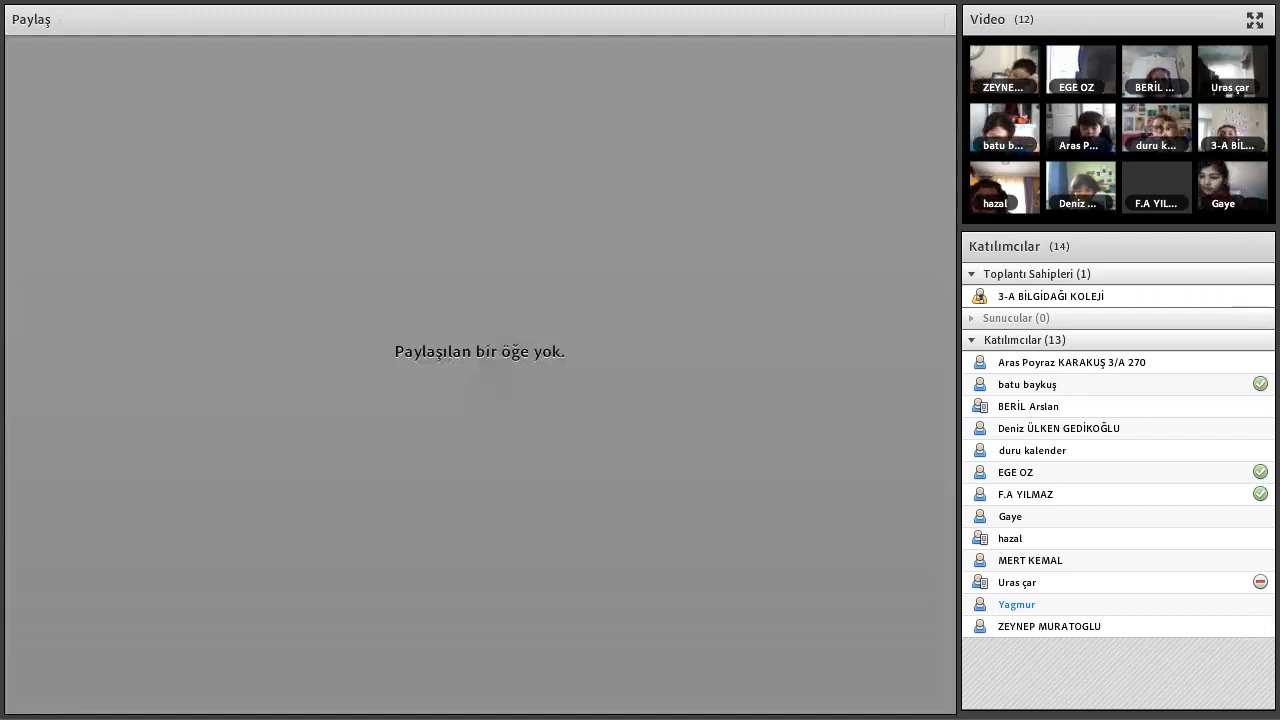 Paylaş
Paylaşılan bir öğe yok.
Video (12)
ZEYNE...
EGE OZ
BERİL ...
Uras çar
batu b...
Aras P...
duru k...
3-A BİL...
hazal
Deniz ...
F.A YIL...
Gaye
Katılımcılar (14)
Toplantı Sahipleri (1)
3-A BİLGİDAĞI KOLEJİ
Sunucular (0)
Katılımcılar (13)
Aras Poyraz KARAKUŞ 3/A 270
batu baykuş
BERİL Arslan
Deniz ÜLKEN GEDİKOĞLU
duru kalender
EGE OZ
F.A YILMAZ
Gaye
hazal
MERT KEMAL
Uras çar
Yagmur
ZEYNEP MURATOGLU